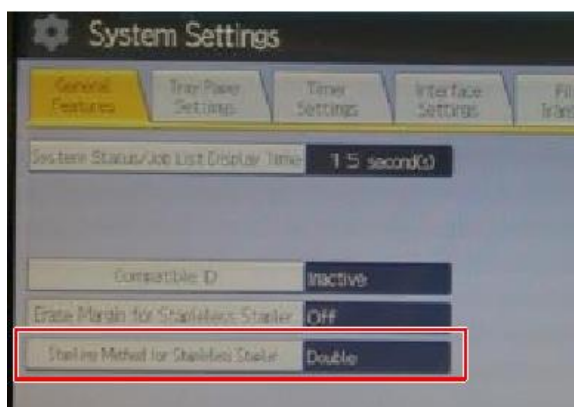 System Settings
General Features
Tray Paper Settings
Timer Settings
Interface Settings
System Status/Job List Display Time 15 second(s)
Compatible ID Inactive
Erase Margin for Stapleless Stapler Off
Stapling Method for Stapleless Stapler Double